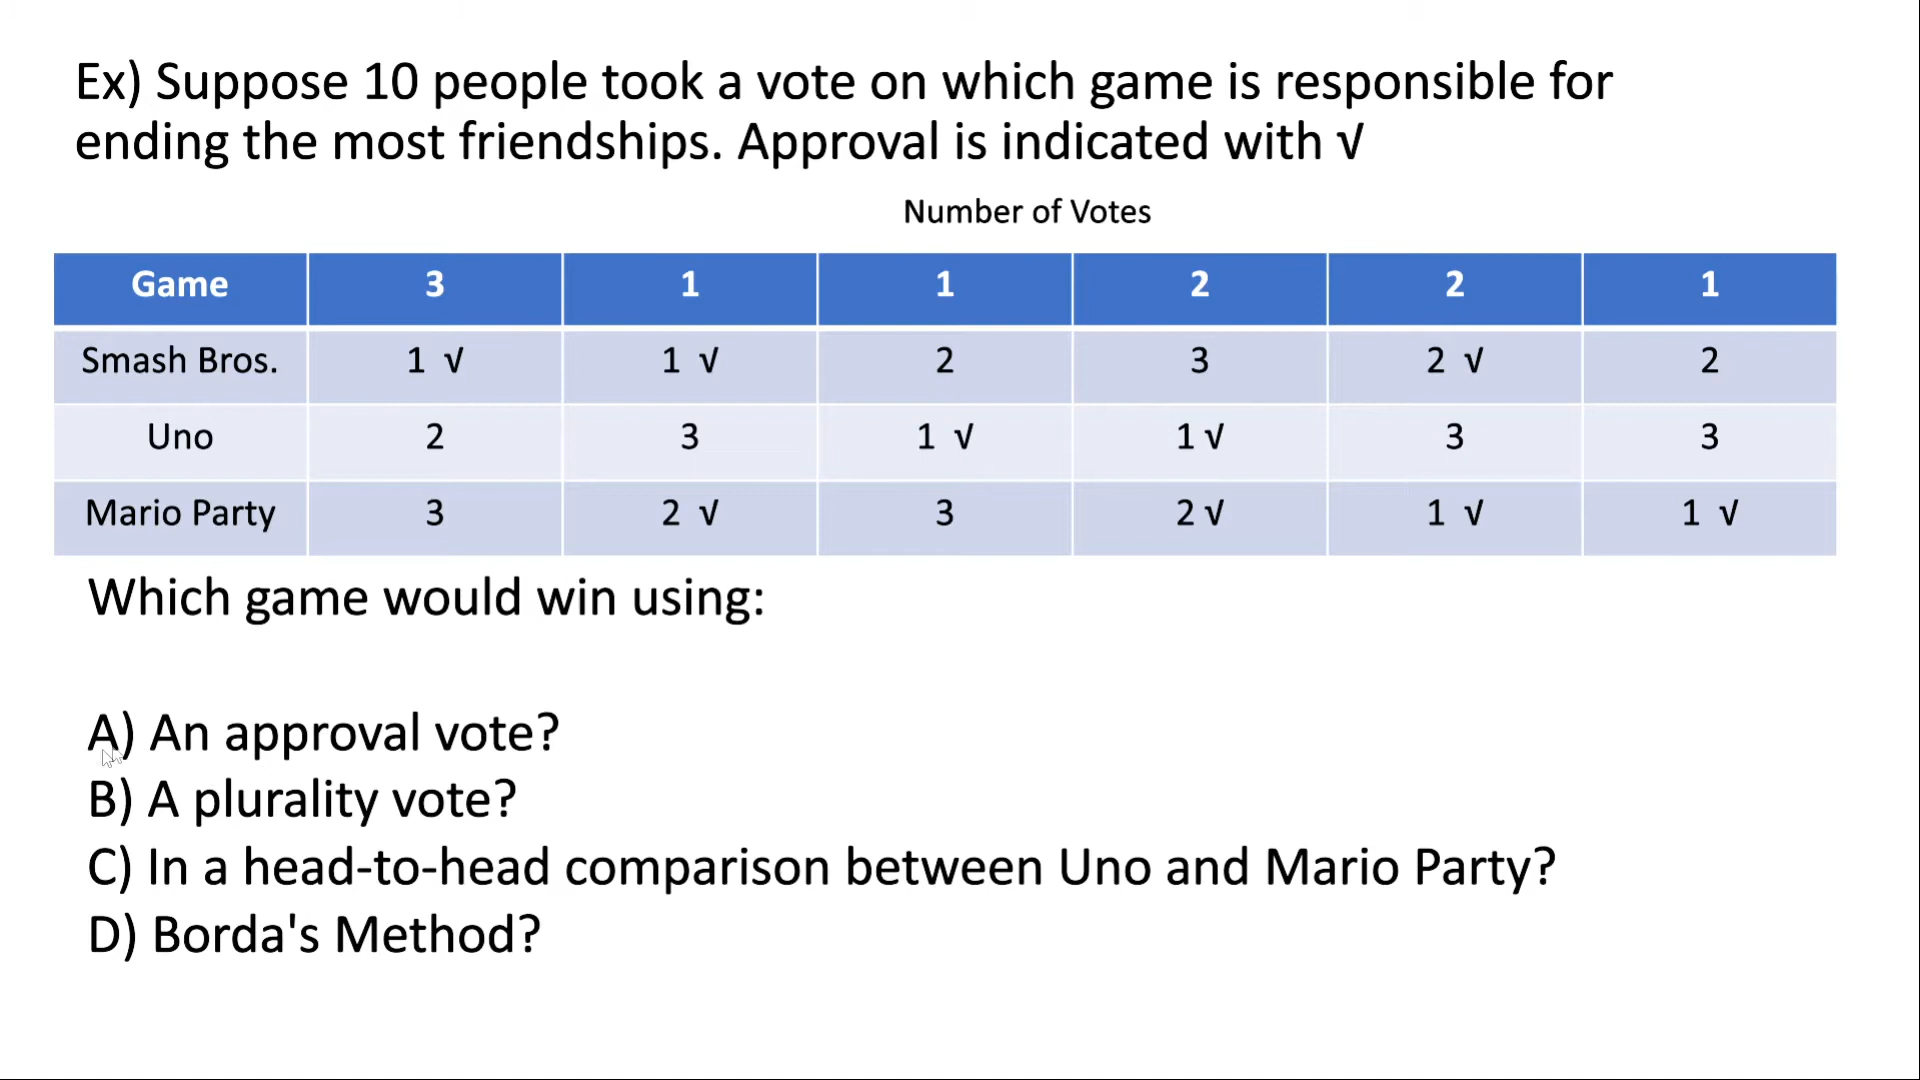 Ex) Suppose 10 people took a vote on which game is responsible for
ending the most friendships. Approval is indicated with √
Number of Votes
Game 3 1 1 2 2 1
Smash Bros. 1 √ 1 √ 2 3 2 √ 2
Uno 2 3 1 √ 1√ 3 3
Mario Party 3 2 √ 3 2√ 1 √ 1 √
Which game would win using:
A) An approval vote?
B) A plurality vote?
C) In a head-to-head comparison between Uno and Mario Party?
D) Borda's Method?